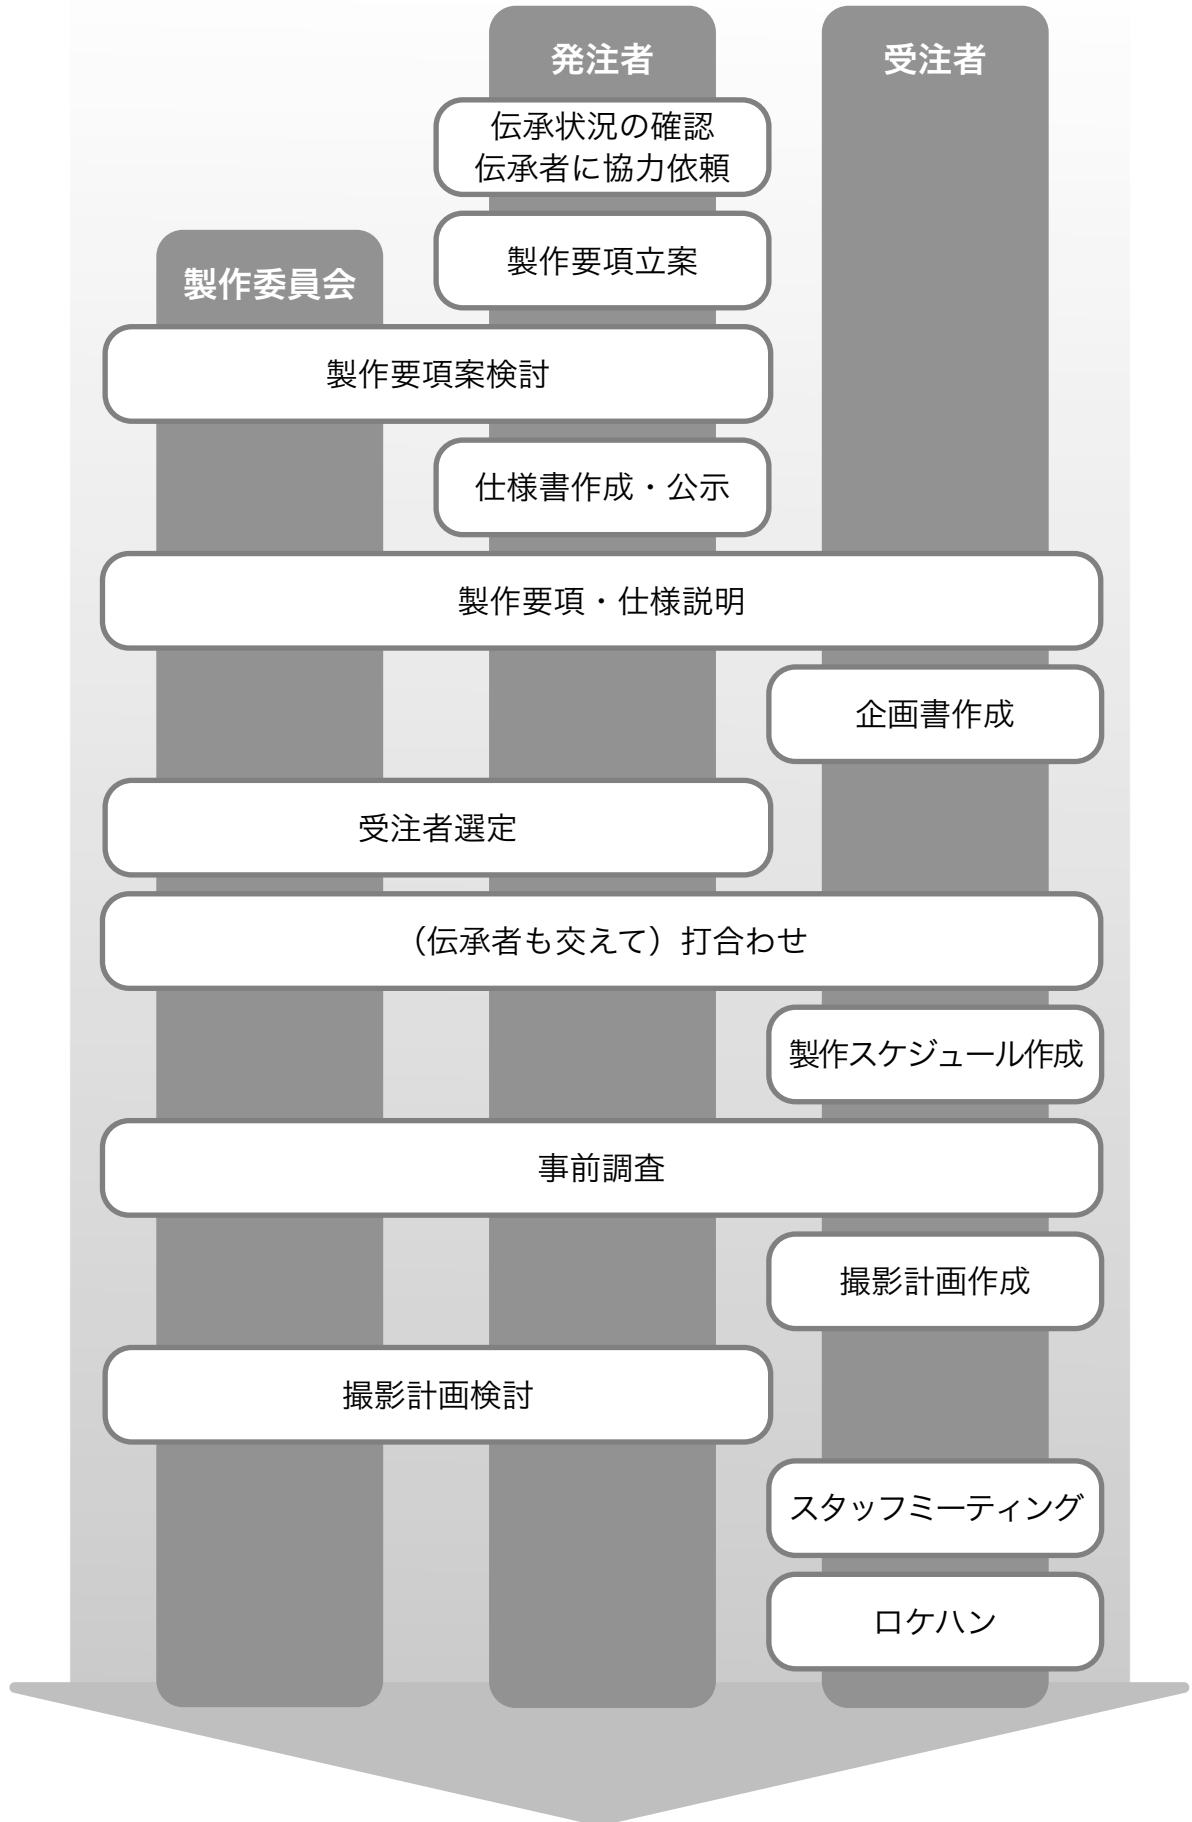 発注者
受注者
伝承状況の確認
伝承者に協力依頼
製作要項立案
製作委員会
製作要項案検討
仕様書作成・公示
製作要項・仕様説明
企画書作成
受注者選定
（伝承者も交えて）打合わせ
製作スケジュール作成
事前調査
撮影計画作成
撮影計画検討
スタッフミーティング
ロケハン